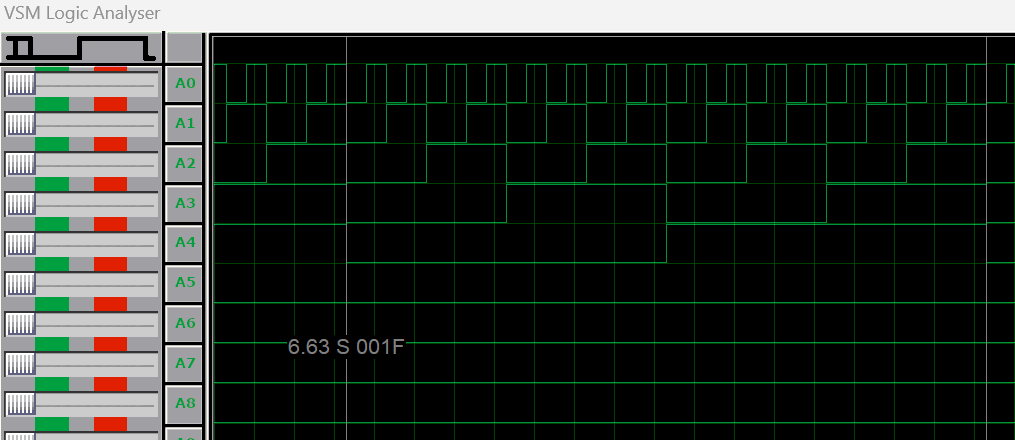 VSM Logic Analyser
A0
A1
A2
A3
A4
A5
A6
A7
A8
6.63 S 001F